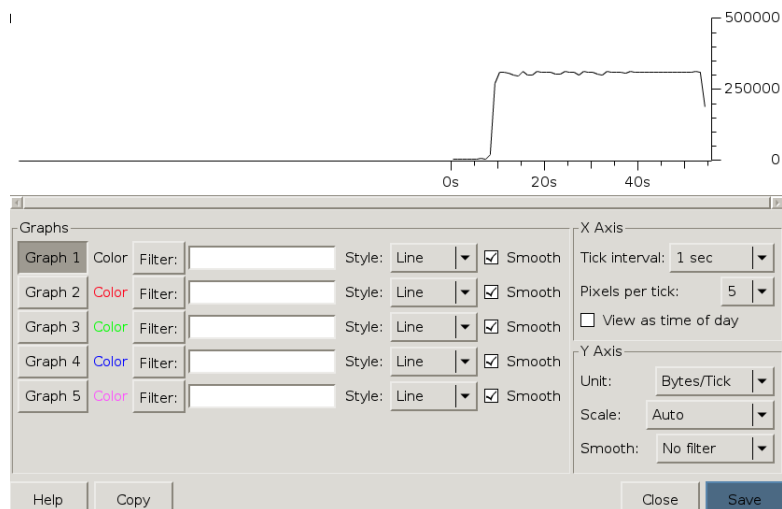 500000
250000
0
0s 20s 40s
Graphs
Graph 1 Color Filter: Style: Line Smooth
Graph 2 Color Filter: Style: Line Smooth
Graph 3 Color Filter: Style: Line Smooth
Graph 4 Color Filter: Style: Line Smooth
Graph 5 Color Filter: Style: Line Smooth
X Axis
Tick interval: 1 sec
Pixels per tick: 5
View as time of day
Y Axis
Unit: Bytes/Tick
Scale: Auto
Smooth: No filter
Help Copy Close Save